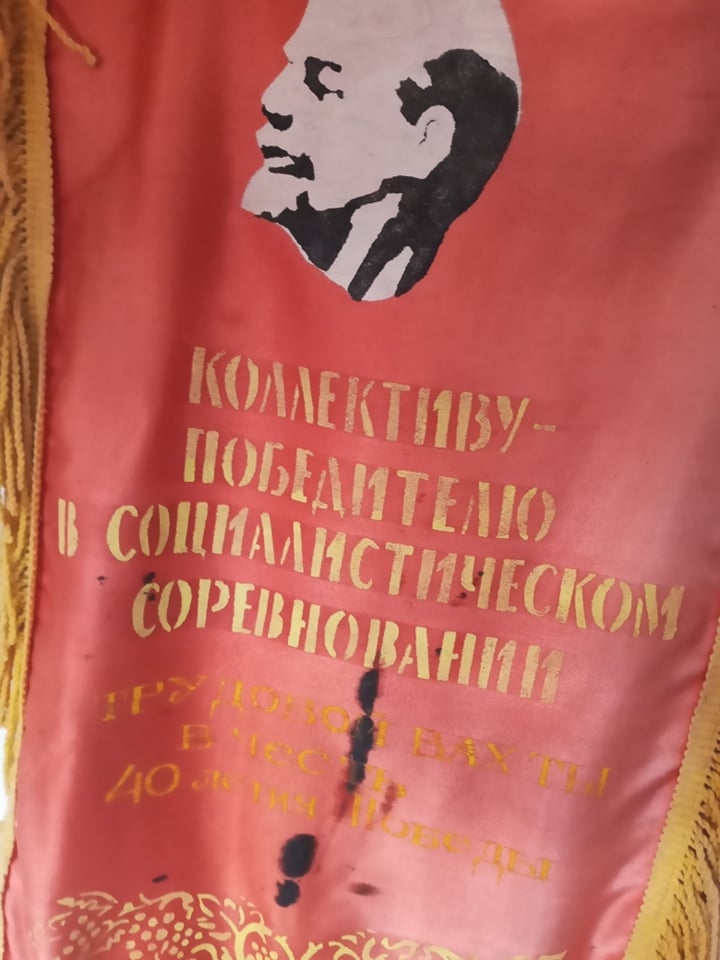 КОЛЛЕКТИВУ-
ПОБЕДИТЕЛЮ
В СОЦИАЛИСТИЧЕСКОМ
СОРЕВНОВАНИИ
ТРУДОВОЙ ВАХТЫ
В честь
40 летия Победы